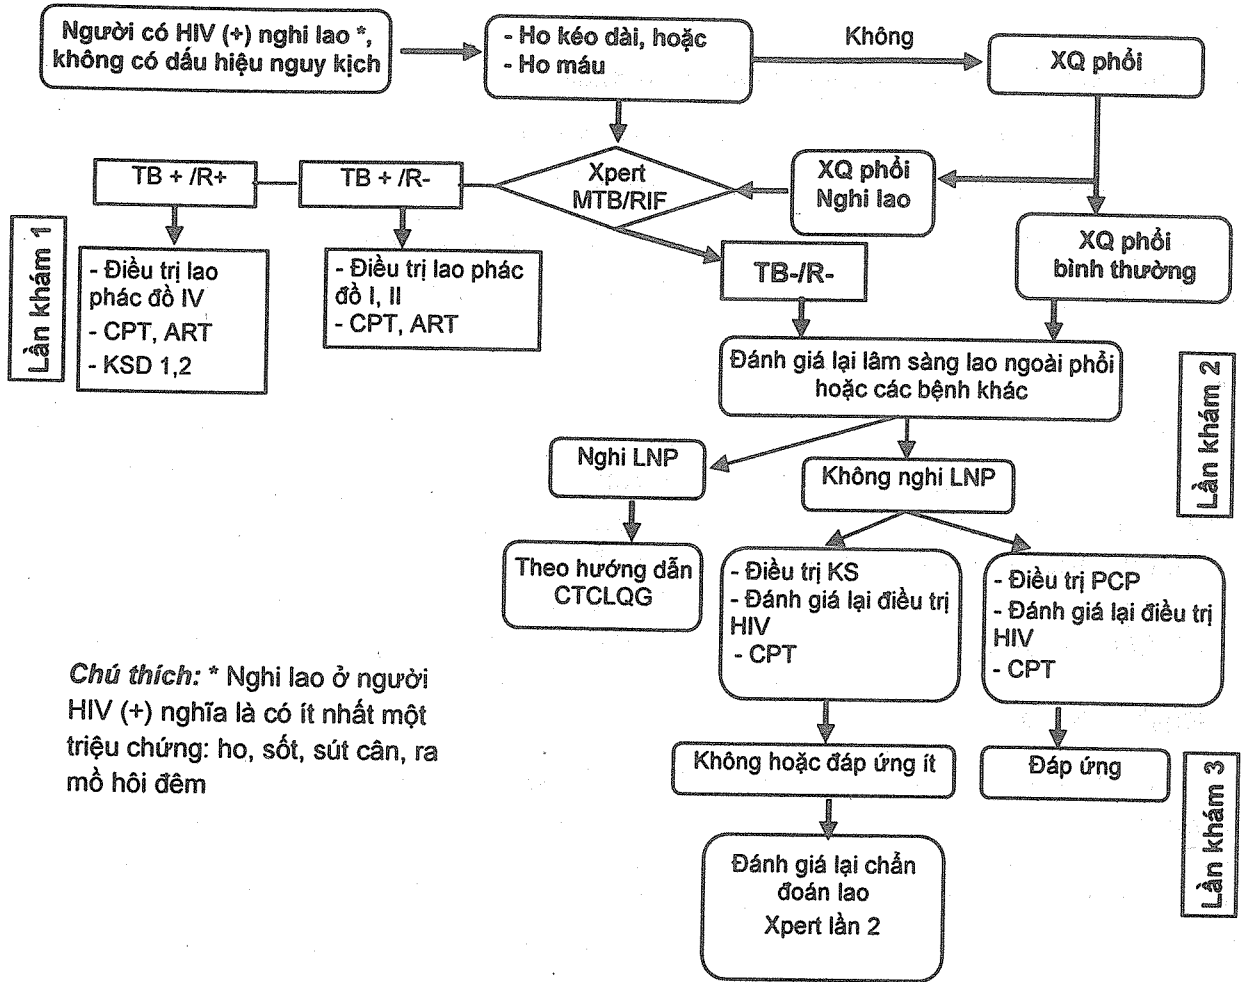 Người có HIV (+) nghi lao *,
không có dấu hiệu nguy kịch
- Ho kéo dài, hoặc
- Ho máu
Không
XQ phổi
TB + /R+
TB + /R-
Xpert
MTB/RIF
XQ phổi
Nghi lao
XQ phổi
bình thường
Lần khám 1
- Điều trị lao
phác đồ IV
- CPT, ART
- KSD 1,2
- Điều trị lao phác
đồ I, II
- CPT, ART
TB-/R-
Đánh giá lại lâm sàng lao ngoài phổi
hoặc các bệnh khác
Lần khám 2
Nghi LNP
Không nghi LNP
Theo hướng dẫn
CTCLQG
- Điều trị KS
- Đánh giá lại điều trị
HIV
- CPT
- Điều trị PCP
- Đánh giá lại điều trị
HIV
- CPT
Chú thích: * Nghi lao ở người
HIV (+) nghĩa là có ít nhất một
triệu chứng: ho, sốt, sút cân, ra
mồ hôi đêm
Không hoặc đáp ứng ít
Đáp ứng
Lần khám 3
Đánh giá lại chẩn
đoán lao
Xpert lần 2